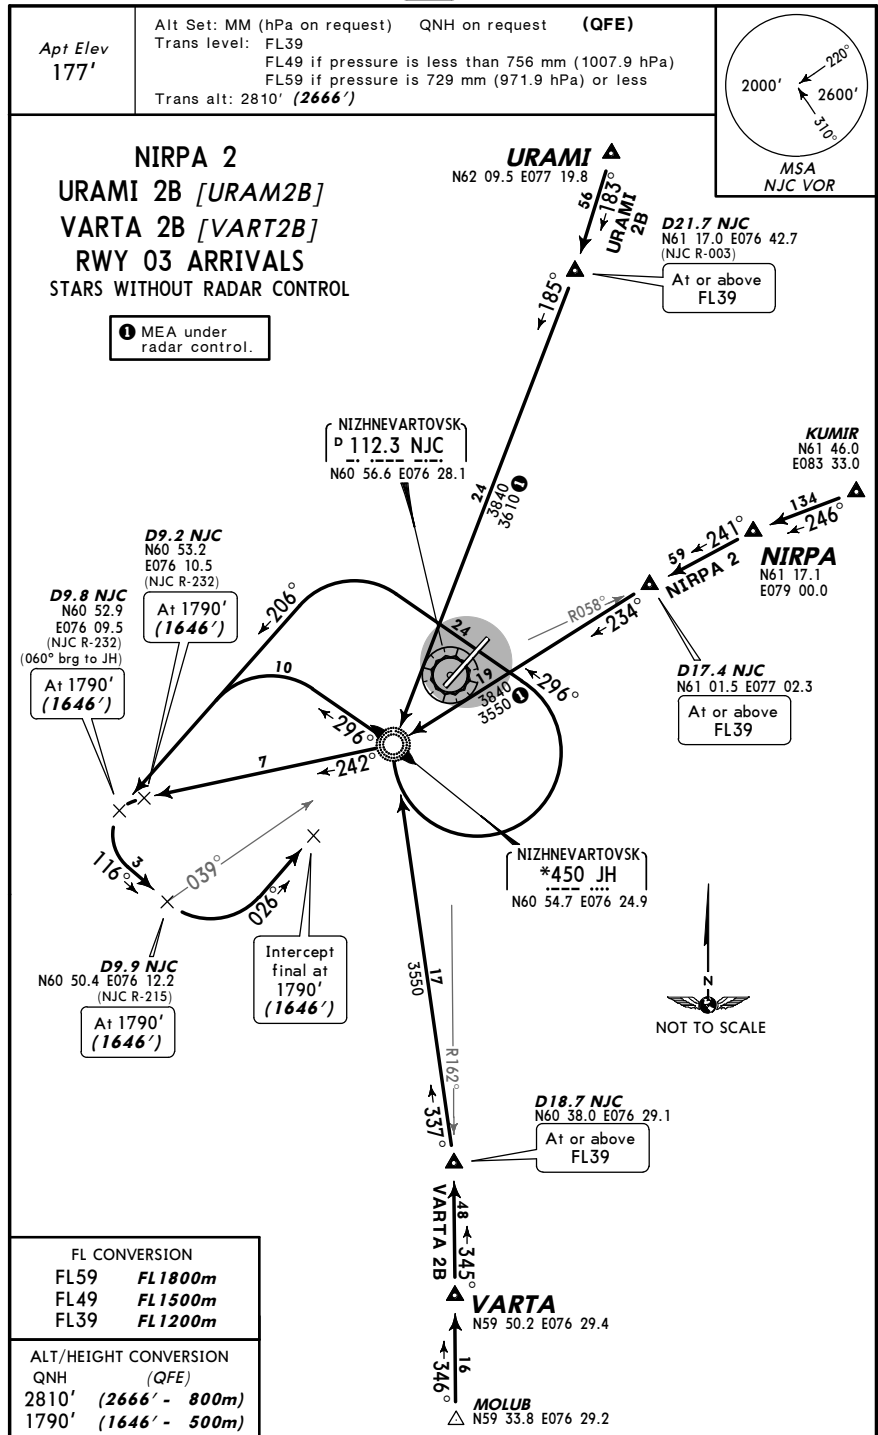 Apt Elev
177'
Alt Set: MM (hPa on request) QNH on request (QFE)
Trans level: FL39
FL49 if pressure is less than 756 mm (1007.9 hPa)
FL59 if pressure is 729 mm (971.9 hPa) or less
Trans alt: 2810' (2666')
220°
2000'
2600'
310°
MSA
NJC VOR
NIRPA 2
URAMI 2B [URAM2B]
VARTA 2B [VART2B]
RWY 03 ARRIVALS
STARS WITHOUT RADAR CONTROL
1 MEA under
radar control.
URAMI
N62 09.5 E077 19.8
56
183°
URAMI
2B
D21.7 NJC
N61 17.0 E076 42.7
(NJC R-003)
At or above
FL39
185°
NIZHNEVARTOVSK
D 112.3 NJC
N60 56.6 E076 28.1
24
3840
3610 1
KUMIR
N61 46.0
E083 33.0
134
246°
59
241°
NIRPA 2
NIRPA
N61 17.1
E079 00.0
R058°
234°
D17.4 NJC
N61 01.5 E077 02.3
At or above
FL39
D9.2 NJC
N60 53.2
E076 10.5
(NJC R-232)
At 1790'
(1646')
D9.8 NJC
N60 52.9
E076 09.5
(NJC R-232)
(060° brg to JH)
At 1790'
(1646')
206°
24
19
3840
3550 1
296°
10
296°
7
242°
116°
3
039°
026°
NIZHNEVARTOVSK
*450 JH
N60 54.7 E076 24.9
D9.9 NJC
N60 50.4 E076 12.2
(NJC R-215)
At 1790'
(1646')
Intercept
final at
1790'
(1646')
17
3550
R162°
337°
N
NOT TO SCALE
D18.7 NJC
N60 38.0 E076 29.1
At or above
FL39
VARTA 2B
48
345°
VARTA
N59 50.2 E076 29.4
16
346°
MOLUB
N59 33.8 E076 29.2
FL CONVERSION
FL59 FL1800m
FL49 FL1500m
FL39 FL1200m
ALT/HEIGHT CONVERSION
QNH (QFE)
2810' (2666' - 800m)
1790' (1646' - 500m)